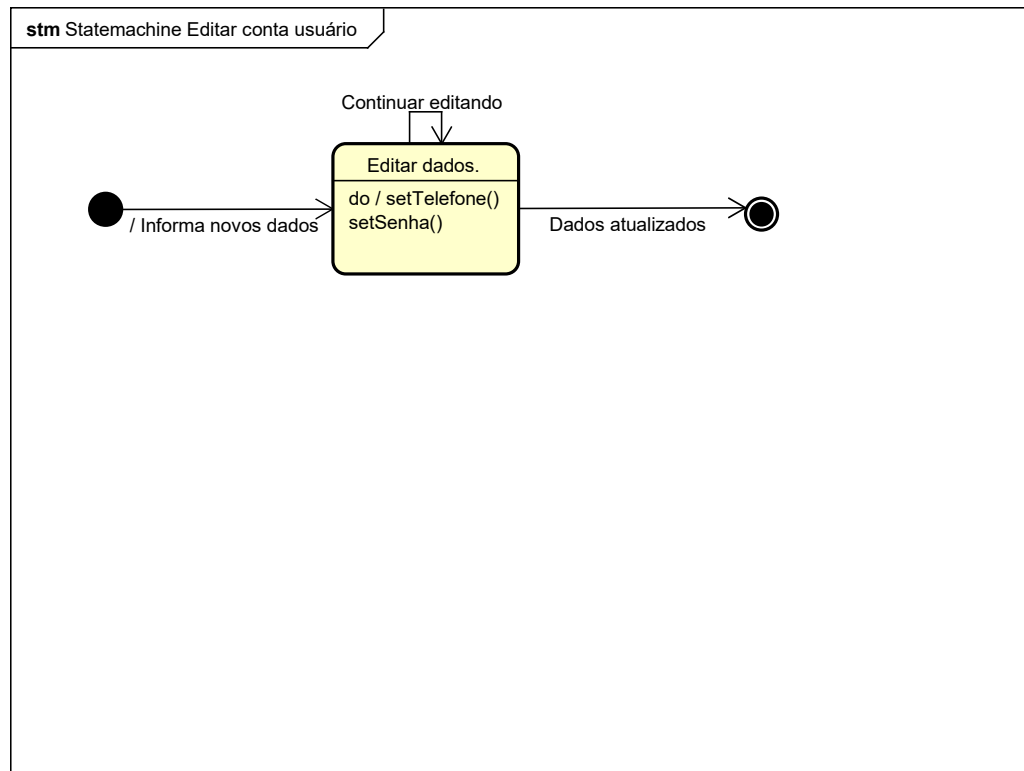 stm Statemachine Editar conta usuário
Continuar editando
Editar dados.
do / setTelefone()
setSenha()
/ Informa novos dados
Dados atualizados